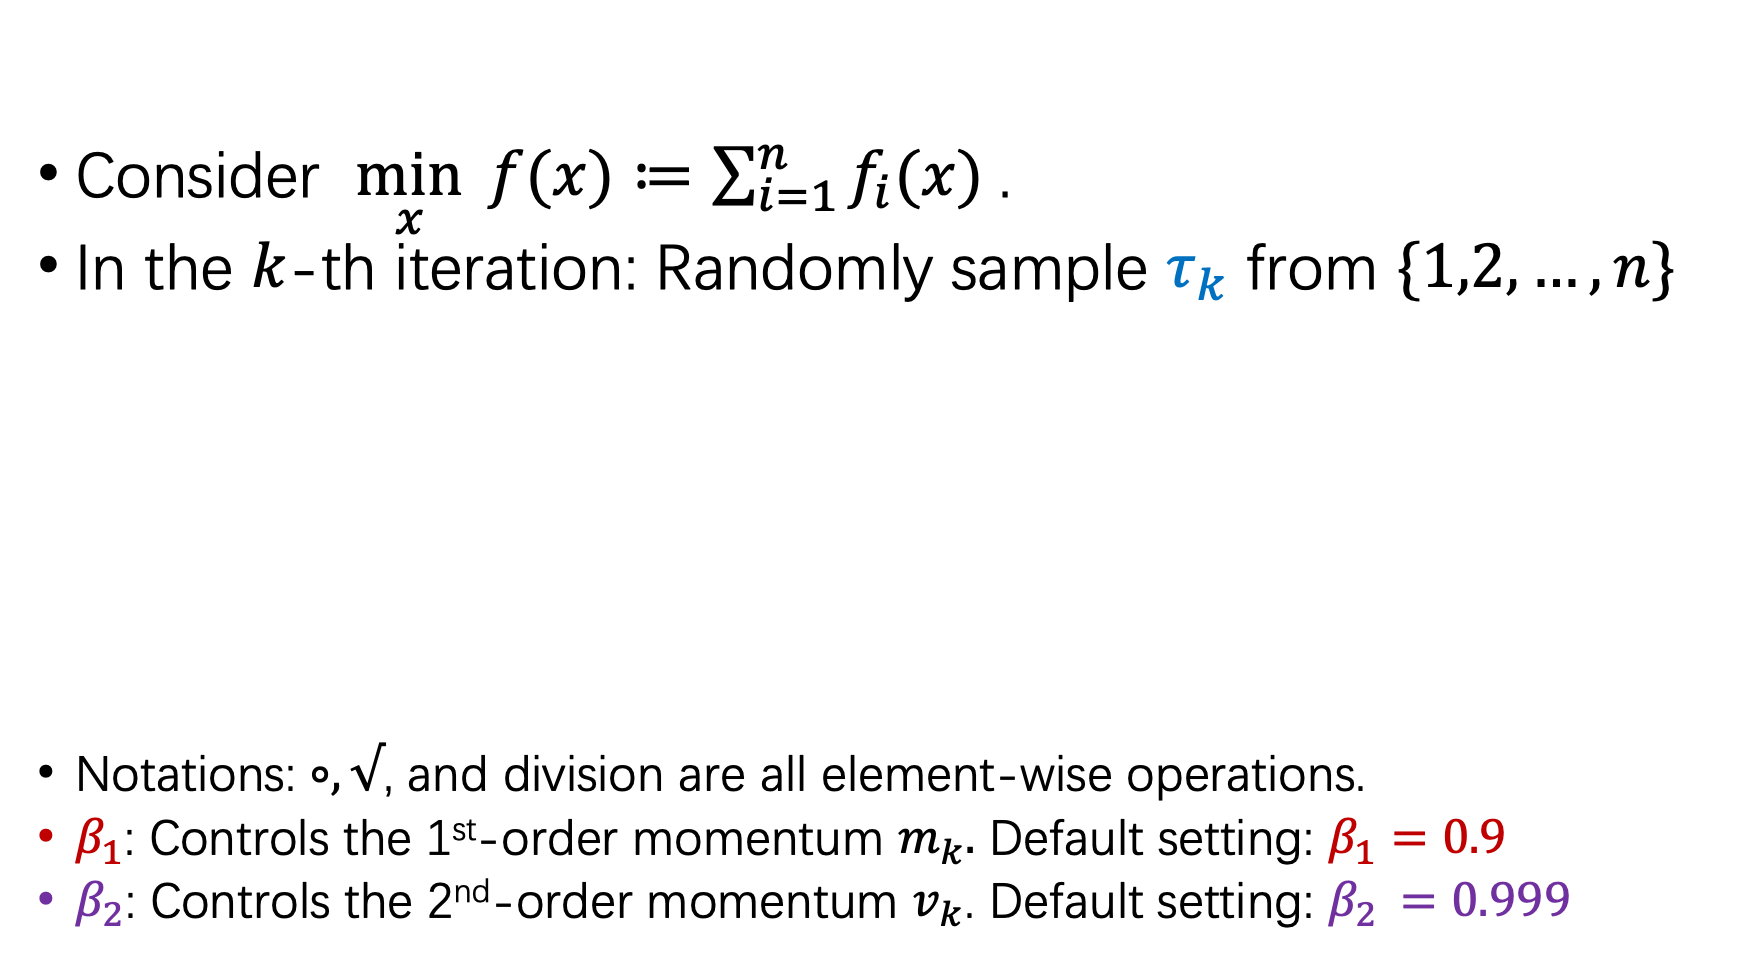 • Consider min_x f(x) ≔ ∑_{i=1}^{n} f_i(x) .
• In the k-th iteration: Randomly sample τ_k from {1,2, … , n}
• Notations: ∘, √, and division are all element-wise operations.
• β_1: Controls the 1st-order momentum m_k. Default setting: β_1 = 0.9
• β_2: Controls the 2nd-order momentum v_k. Default setting: β_2 = 0.999